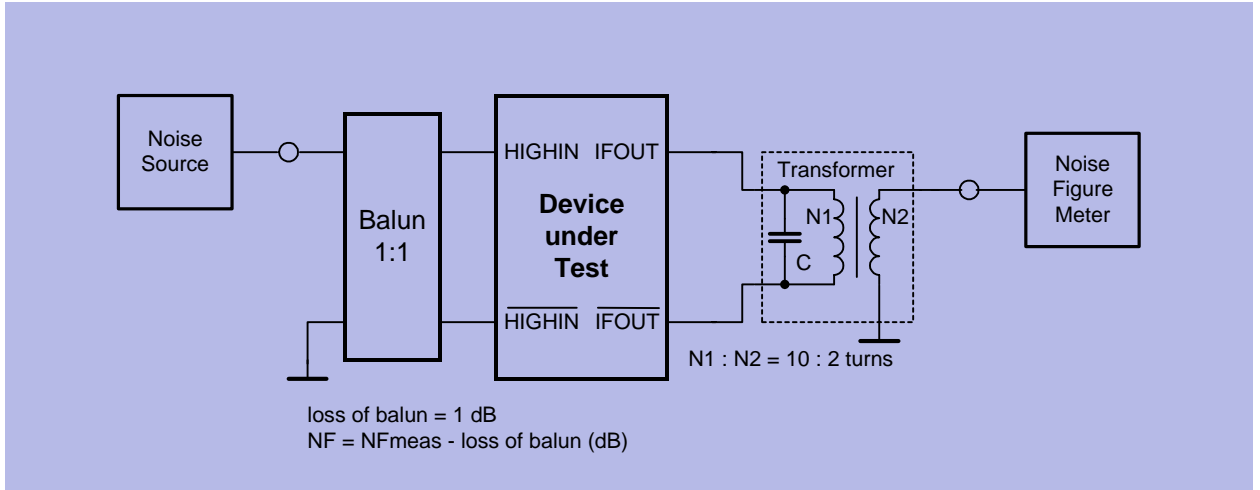 Noise
Source
Balun
1:1
HIGHIN IFOUT
Device
under
Test
HIGHIN IFOUT
Transformer
N1
N2
C
N1 : N2 = 10 : 2 turns
Noise
Figure
Meter
loss of balun = 1 dB
NF = NFmeas - loss of balun (dB)